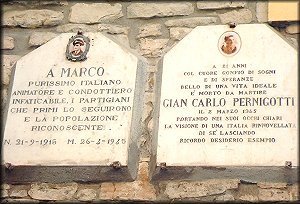 A MARCO
PURISSIMO ITALIANO
ANIMATORE E CONDOTTIERO
INFATICABILE, I PARTIGIANI
CHE PRIMI LO SEGUIRONO
E LA POPOLAZIONE
RICONOSCENTE
N. 21-9-1916 M. 26-3-1945
A 21 ANNI
COL CUORE GONFIO DI SOGNI
E DI SPERANZE
BELLO DI UNA VITA IDEALE
E MORTO DA MARTIRE
GIAN CARLO PERNIGOTTI
IL 8 MARZO 1945
PORTANDO NEI SUOI OCCHI CHIARI
LA VISIONE DI UNA ITALIA RINNOVELLATA
DI SE LASCIANDO
RICORDO DESIDERIO ESEMPIO